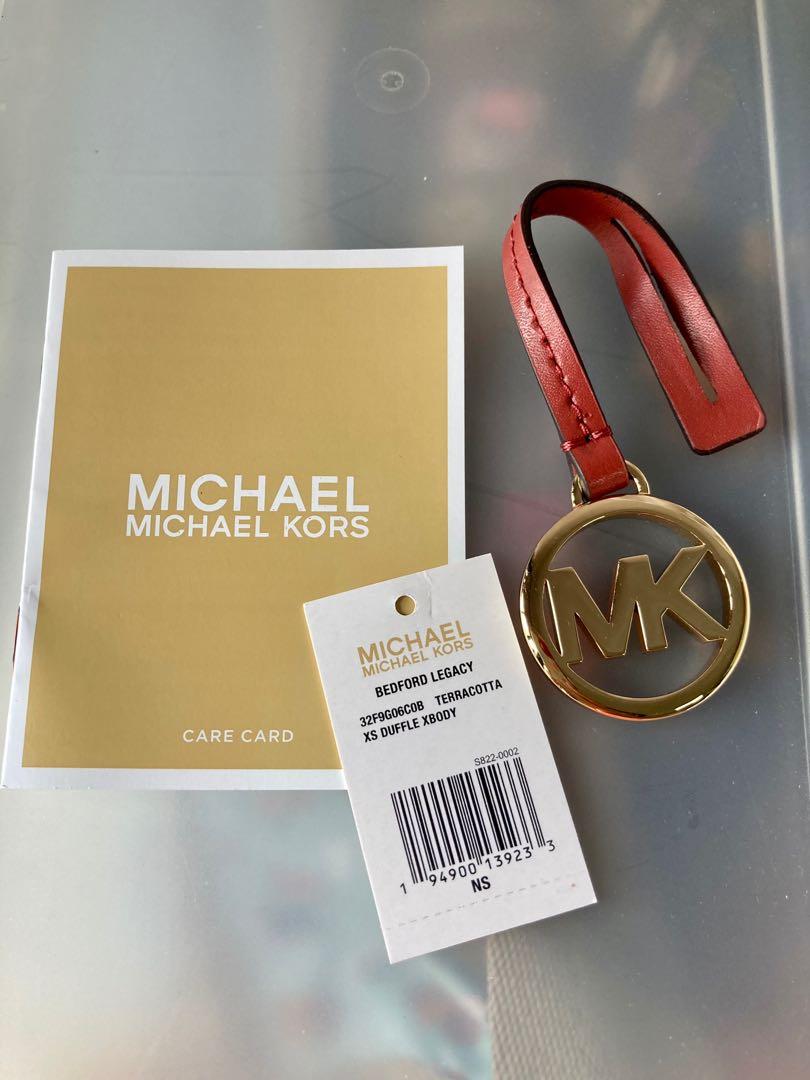 MICHAEL
MICHAEL KORS
CARE CARD
MICHAEL
MICHAEL KORS
BEDFORD LEGACY
32F9G06C0B TERRACOTTA
XS DUFFLE XBODY
S822-0002
1 94900 13923 3
NS
MK